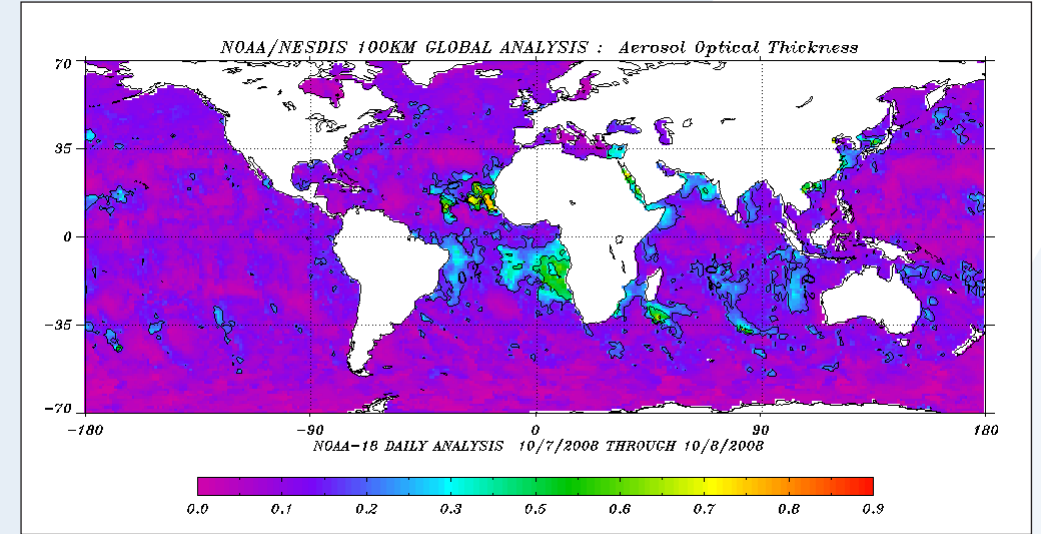 NOAA/NESDIS 100KM GLOBAL ANALYSIS : Aerosol Optical Thickness
70
35
0
-35
-70
-180 -90 0 90 180
NOAA-18 DAILY ANALYSIS 10/7/2008 THROUGH 10/8/2008
0.0 0.1 0.2 0.3 0.5 0.6 0.7 0.8 0.9